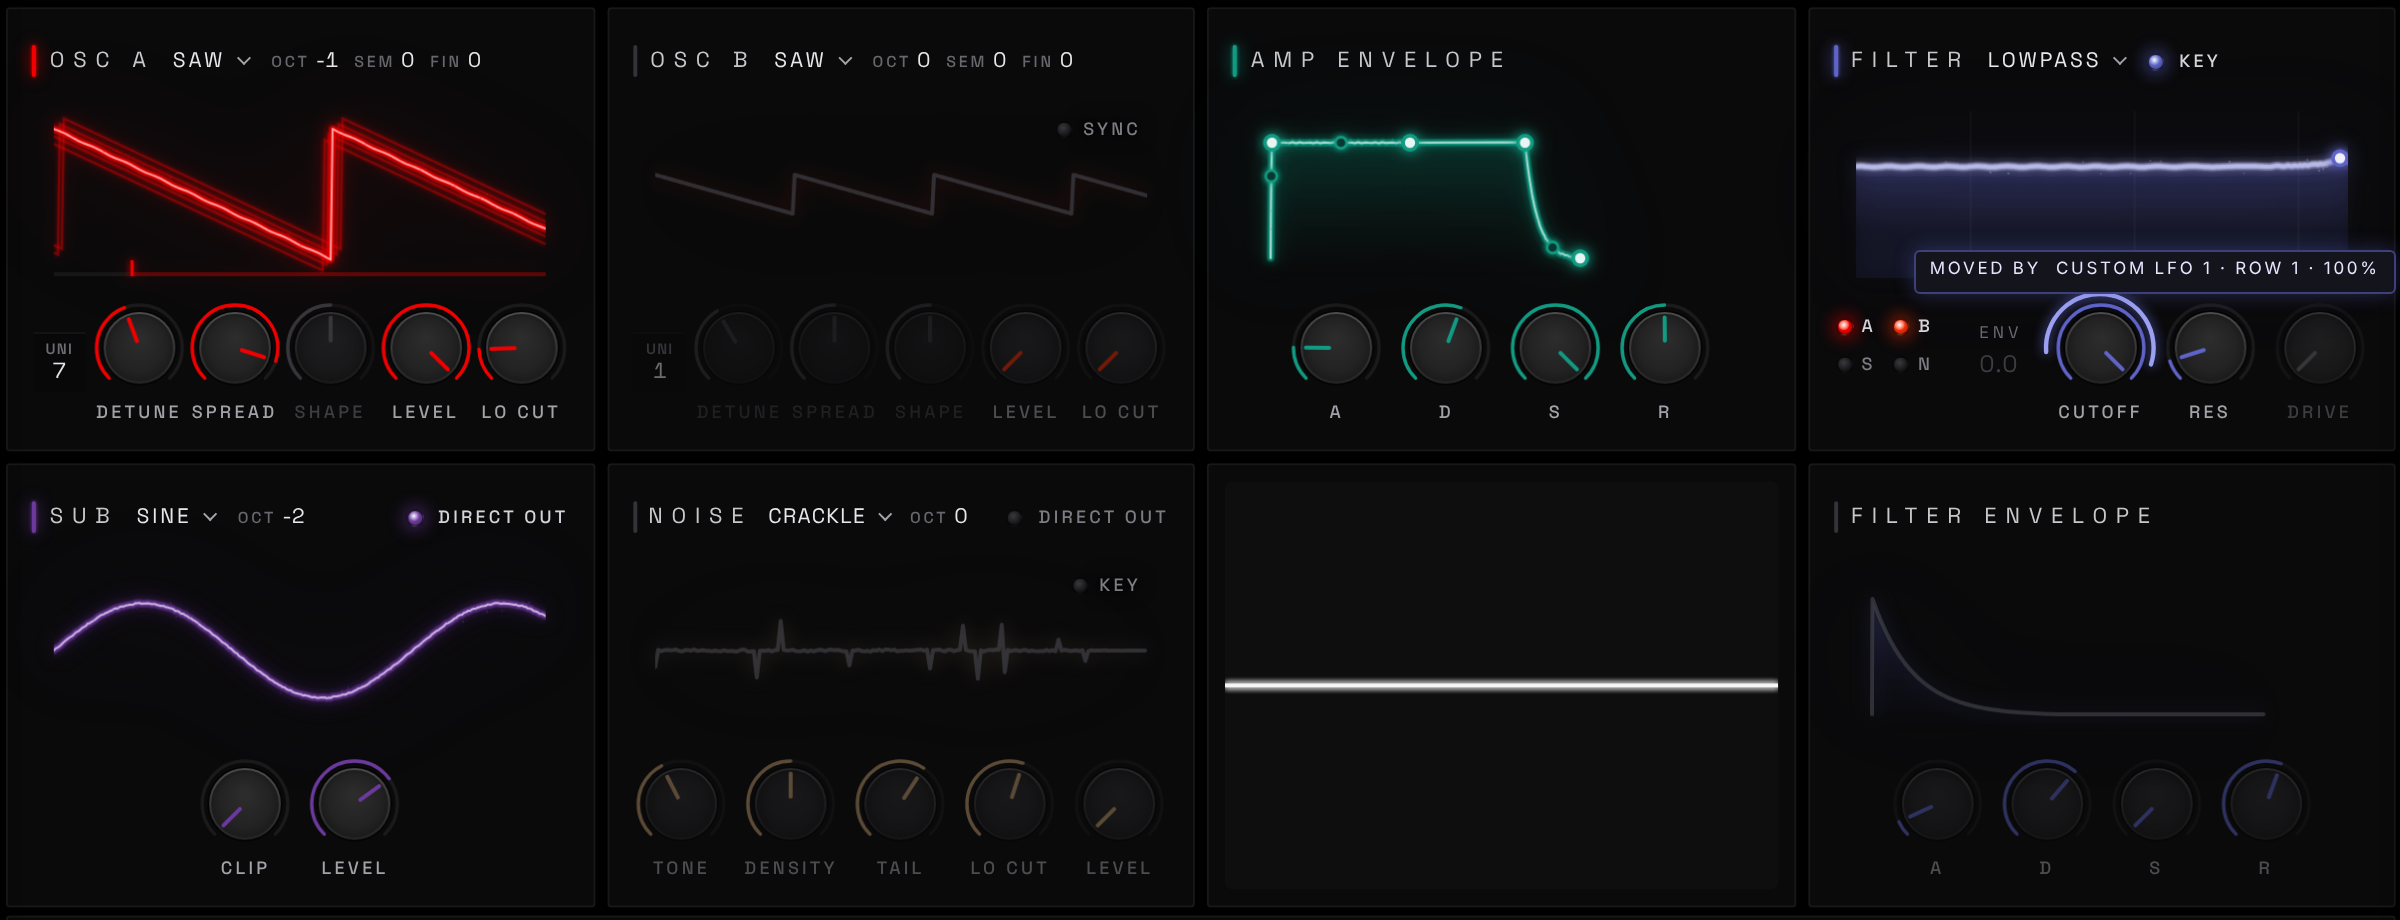 OSC A SAW OCT -1 SEM 0 FIN 0
UNI
7
DETUNE SPREAD SHAPE LEVEL LO CUT
OSC B SAW OCT 0 SEM 0 FIN 0
SYNC
UNI
1
DETUNE SPREAD SHAPE LEVEL LO CUT
AMP ENVELOPE
A D S R
FILTER LOWPASS KEY
MOVED BY CUSTOM LFO 1 · ROW 1 · 100%
A B
S N
ENV
0.0
CUTOFF RES DRIVE
SUB SINE OCT -2 DIRECT OUT
CLIP LEVEL
NOISE CRACKLE OCT 0 DIRECT OUT
KEY
TONE DENSITY TAIL LO CUT LEVEL
FILTER ENVELOPE
A D S R